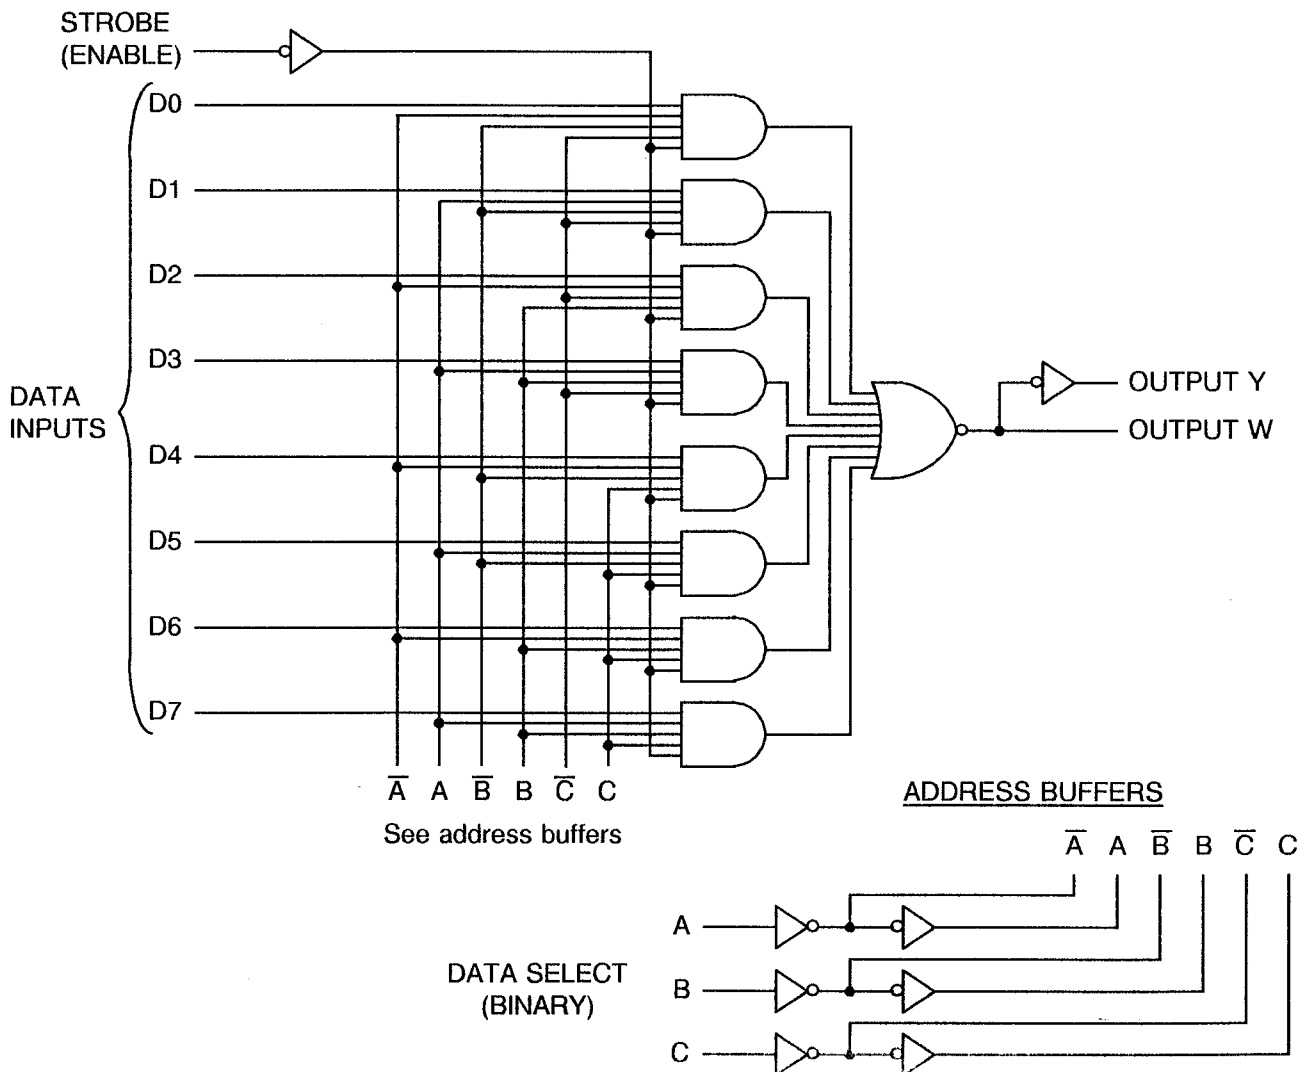 STROBE
(ENABLE)
D0
D1
D2
D3
DATA
INPUTS
D4
D5
D6
D7
OUTPUT Y
OUTPUT W
A̅ A B̅ B C̅ C
See address buffers
ADDRESS BUFFERS
A̅ A B̅ B C̅ C
A
DATA SELECT
(BINARY)
B
C